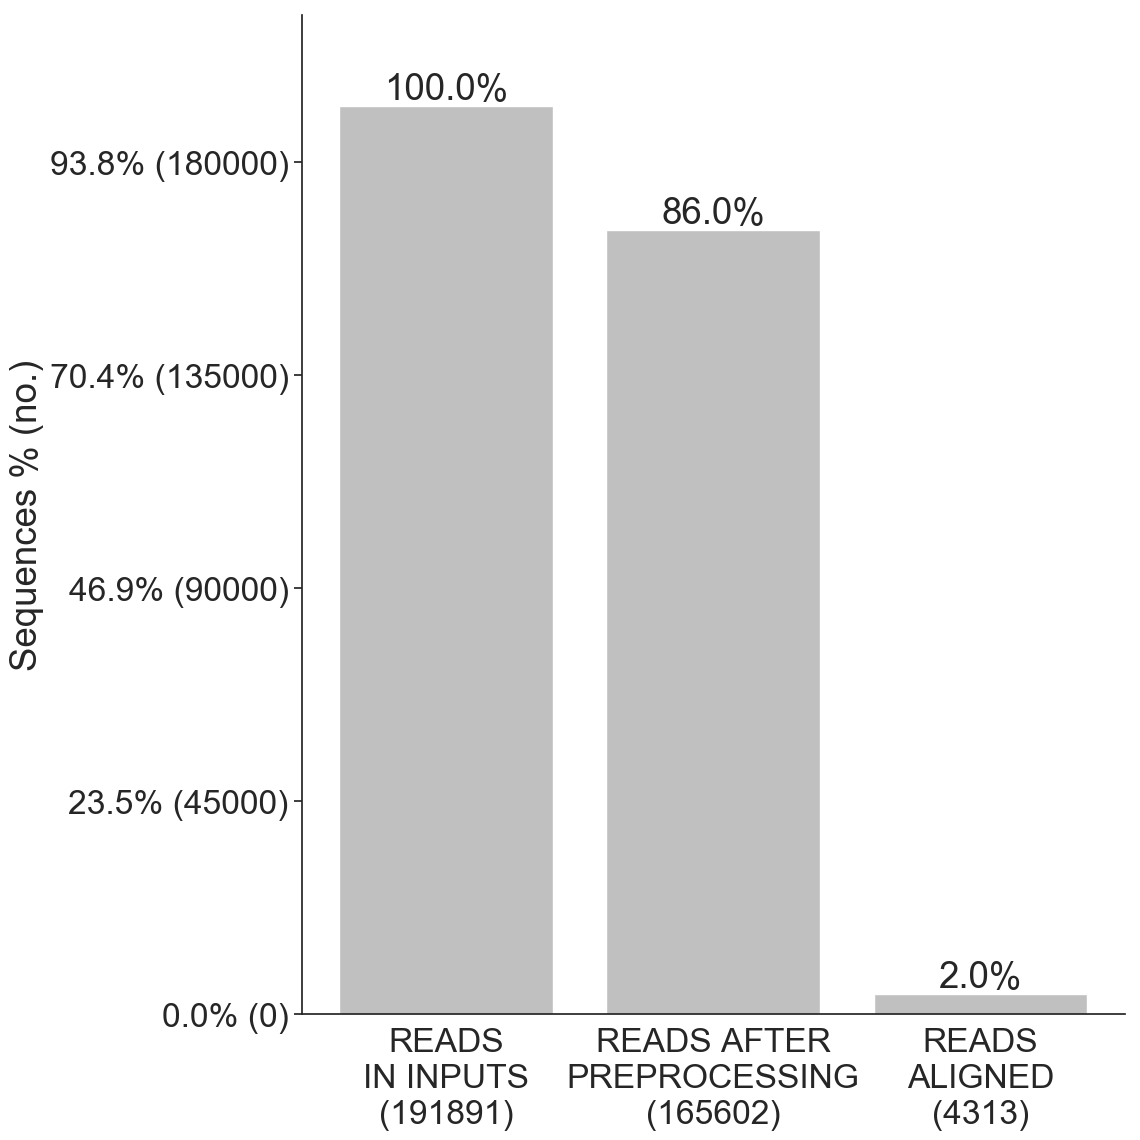 100.0%
93.8% (180000)
86.0%
70.4% (135000)
Sequences % (no.)
46.9% (90000)
23.5% (45000)
2.0%
0.0% (0)
READS
IN INPUTS
(191891)
READS AFTER
PREPROCESSING
(165602)
READS
ALIGNED
(4313)